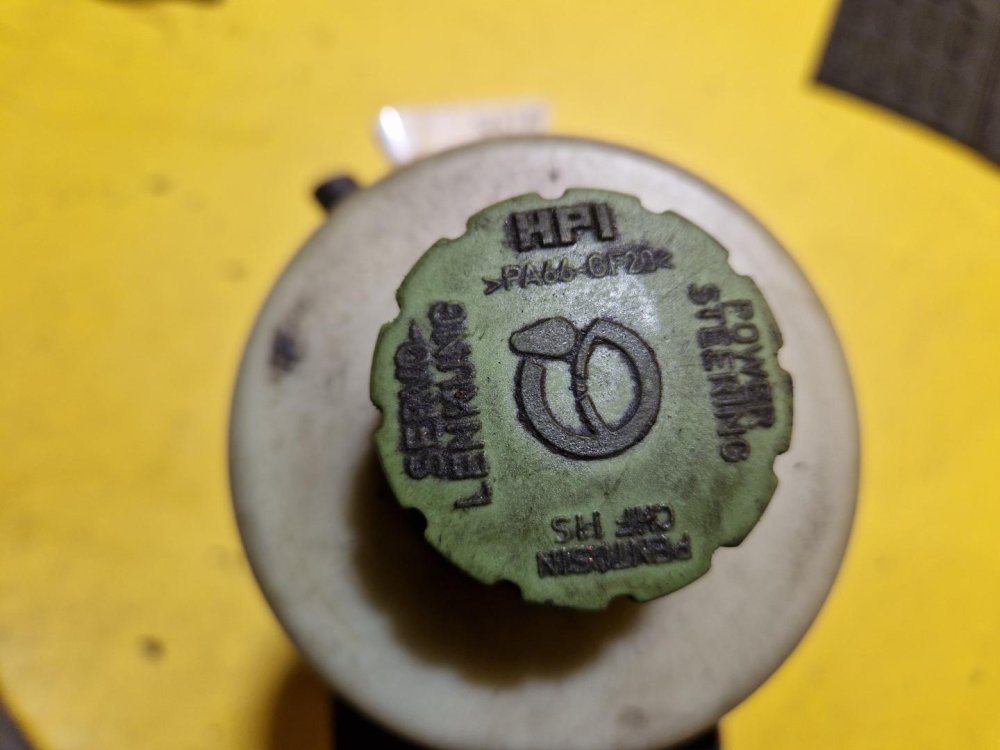 HPI
>PA66-GF20<
POWER
STEERING
PENTOSIN
CHF 11S
SERVO-
LENKUNG